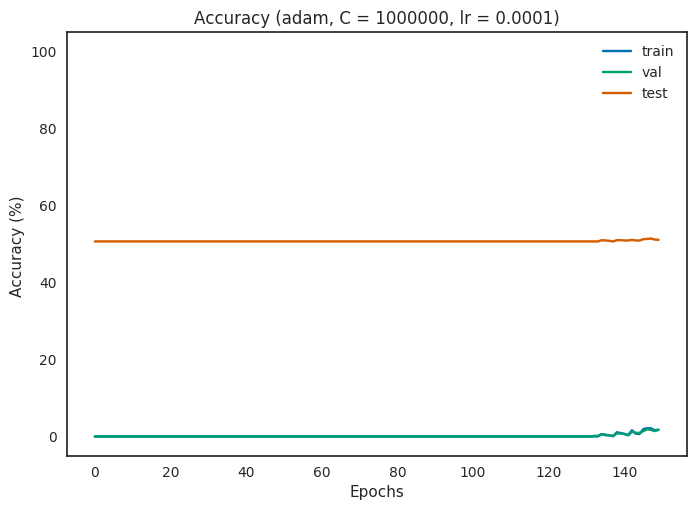 Accuracy (adam, C = 1000000, lr = 0.0001)
train
val
test
100
80
60
40
20
0
Accuracy (%)
0 20 40 60 80 100 120 140
Epochs